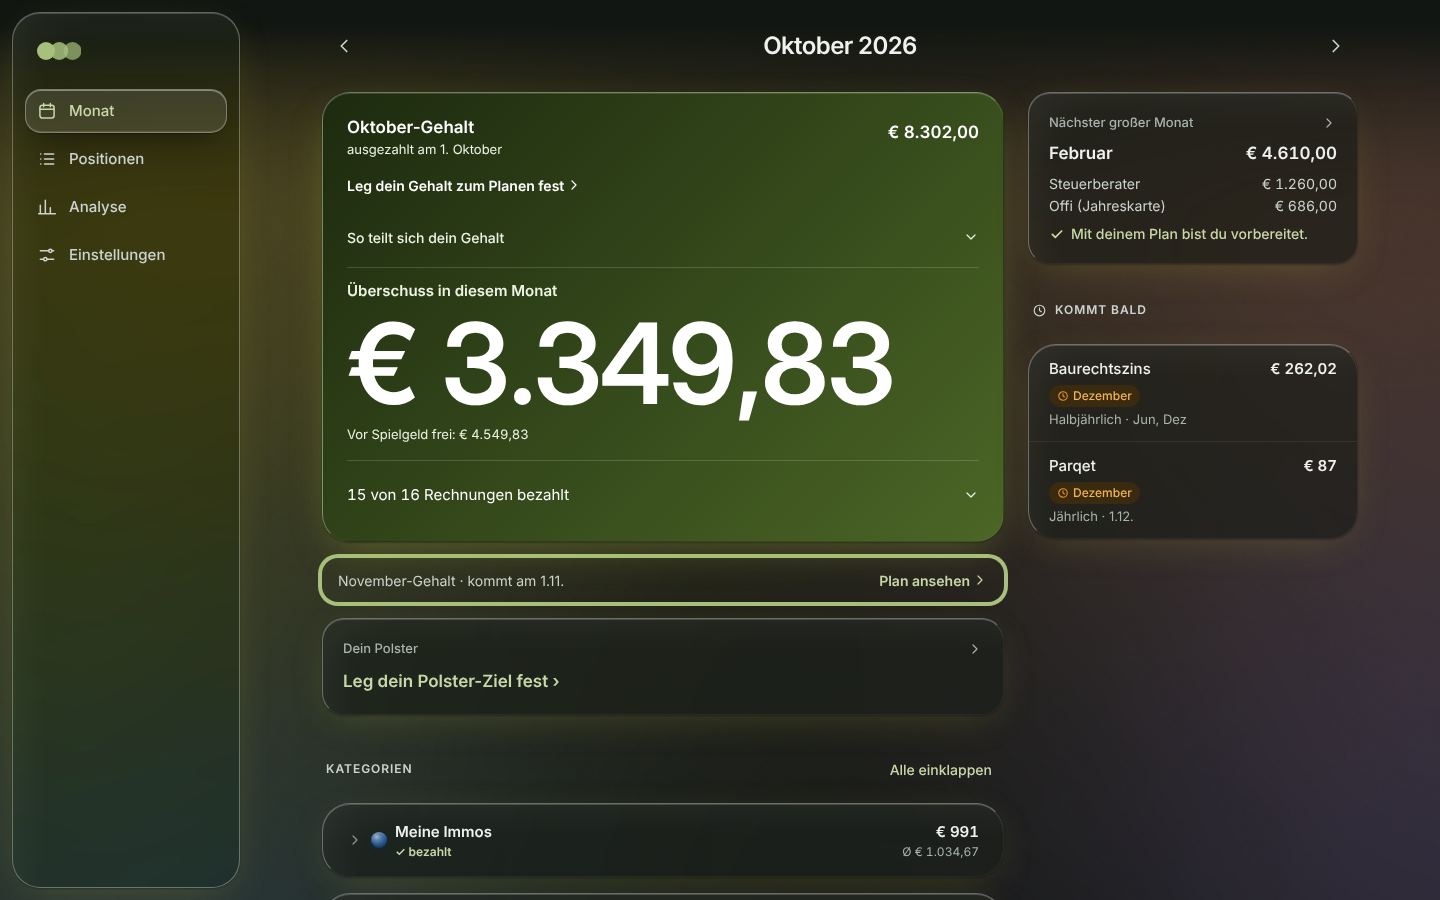 Monat
Positionen
Analyse
Einstellungen
Oktober 2026
Oktober-Gehalt
€ 8.302,00
ausgezahlt am 1. Oktober
Leg dein Gehalt zum Planen fest
So teilt sich dein Gehalt
Überschuss in diesem Monat
€ 3.349,83
Vor Spielgeld frei: € 4.549,83
15 von 16 Rechnungen bezahlt
November-Gehalt · kommt am 1.11.
Plan ansehen
Dein Polster
Leg dein Polster-Ziel fest ›
KATEGORIEN
Alle einklappen
Meine Immos
€ 991
✓ bezahlt
Ø € 1.034,67
Nächster großer Monat
Februar
€ 4.610,00
Steuerberater
€ 1.260,00
Offi (Jahreskarte)
€ 686,00
Mit deinem Plan bist du vorbereitet.
KOMMT BALD
Baurechtszins
€ 262,02
Dezember
Halbjährlich · Jun, Dez
Parqet
€ 87
Dezember
Jährlich · 1.12.